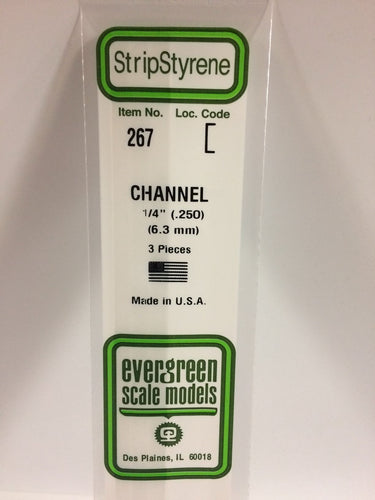 StripStyrene
Item No. Loc. Code
267
CHANNEL
1/4" (.250)
(6.3 mm)
3 Pieces
Made in U.S.A.
evergreen
scale models
Des Plaines, IL 60018